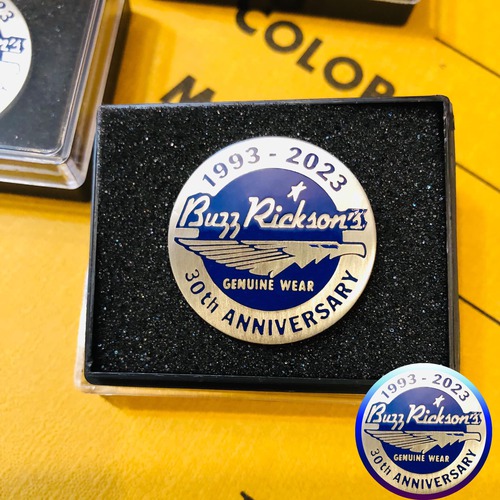 COLOR
M
1993 - 2023
Buzz Rickson's
GENUINE WEAR
30th ANNIVERSARY
1993 - 2023
Buzz Rickson's
GENUINE WEAR
30th ANNIVERSARY